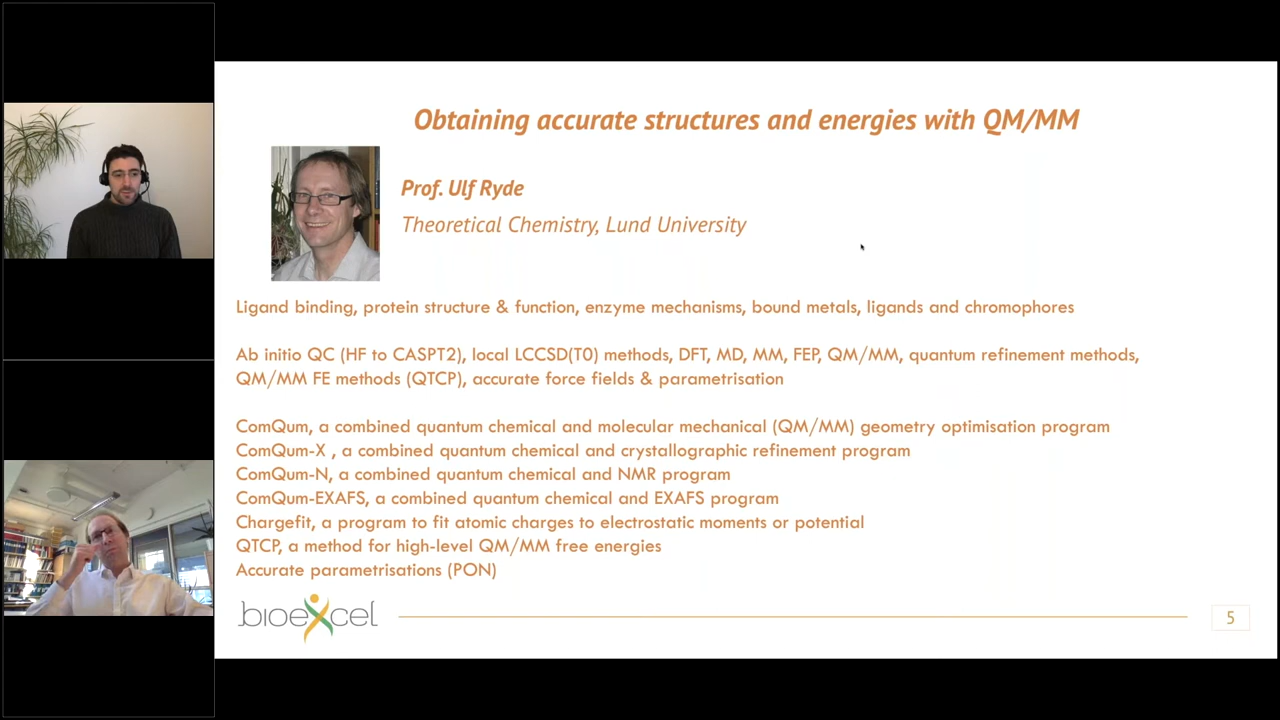 Obtaining accurate structures and energies with QM/MM
Prof. Ulf Ryde
Theoretical Chemistry, Lund University
Ligand binding, protein structure & function, enzyme mechanisms, bound metals, ligands and chromophores
Ab initio QC (HF to CASPT2), local LCCSD(T0) methods, DFT, MD, MM, FEP, QM/MM, quantum refinement methods,
QM/MM FE methods (QTCP), accurate force fields & parametrisation
ComQum, a combined quantum chemical and molecular mechanical (QM/MM) geometry optimisation program
ComQum-X , a combined quantum chemical and crystallographic refinement program
ComQum-N, a combined quantum chemical and NMR program
ComQum-EXAFS, a combined quantum chemical and EXAFS program
Chargefit, a program to fit atomic charges to electrostatic moments or potential
QTCP, a method for high-level QM/MM free energies
Accurate parametrisations (PON)
bioexcel
5